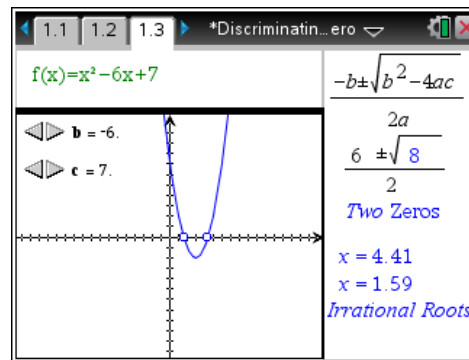 1.1 1.2 1.3 *Discriminatin...ero
f(x)=x²−6x+7
b = -6.
c = 7.
−b±√b²−4ac
2a
6 ±√8
2
Two Zeros
x = 4.41
x = 1.59
Irrational Roots